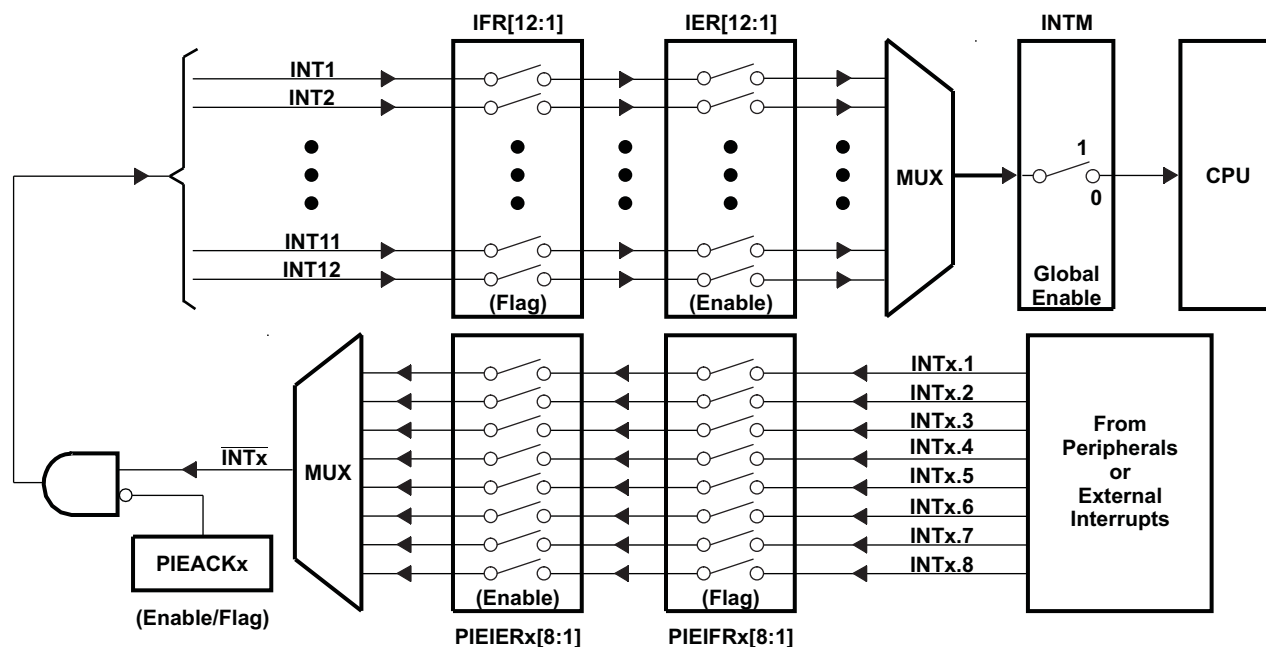 IFR[12:1]
IER[12:1]
INTM
INT1
INT2
INT11
INT12
(Flag)
(Enable)
MUX
1
0
Global
Enable
CPU
INTx
MUX
PIEACKx
(Enable/Flag)
(Enable)
PIEIERx[8:1]
(Flag)
PIEIFRx[8:1]
INTx.1
INTx.2
INTx.3
INTx.4
INTx.5
INTx.6
INTx.7
INTx.8
From
Peripherals
or
External
Interrupts